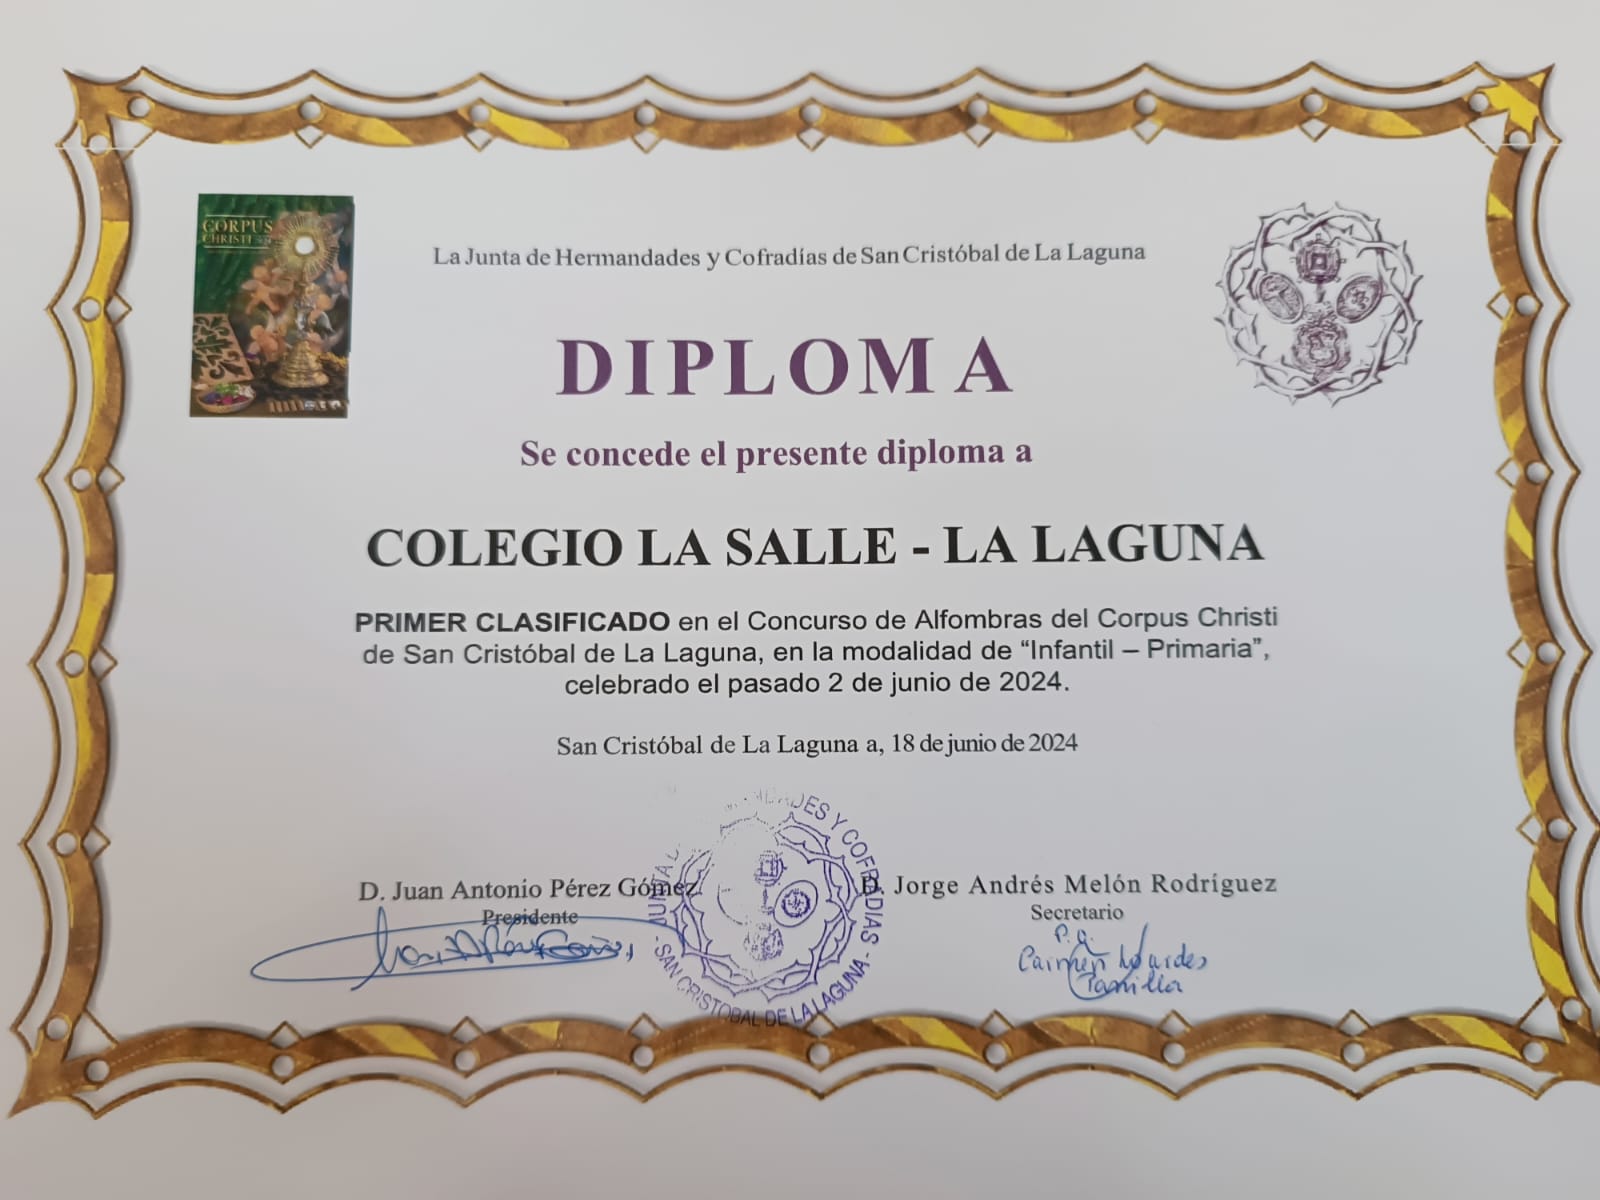 CORPUS
CHRISTI
La Junta de Hermandades y Cofradías de San Cristóbal de La Laguna
DIPLOMA
Se concede el presente diploma a
COLEGIO LA SALLE - LA LAGUNA
PRIMER CLASIFICADO en el Concurso de Alfombras del Corpus Christi
de San Cristóbal de La Laguna, en la modalidad de “Infantil – Primaria”,
celebrado el pasado 2 de junio de 2024.
San Cristóbal de La Laguna a, 18 de junio de 2024
D. Juan Antonio Pérez Gómez
Presidente
D. Jorge Andrés Melón Rodríguez
Secretario
P.A.
Carmen Lourdes
Y COFRADIAS - SAN CRISTOBAL DE LA LAGUNA -